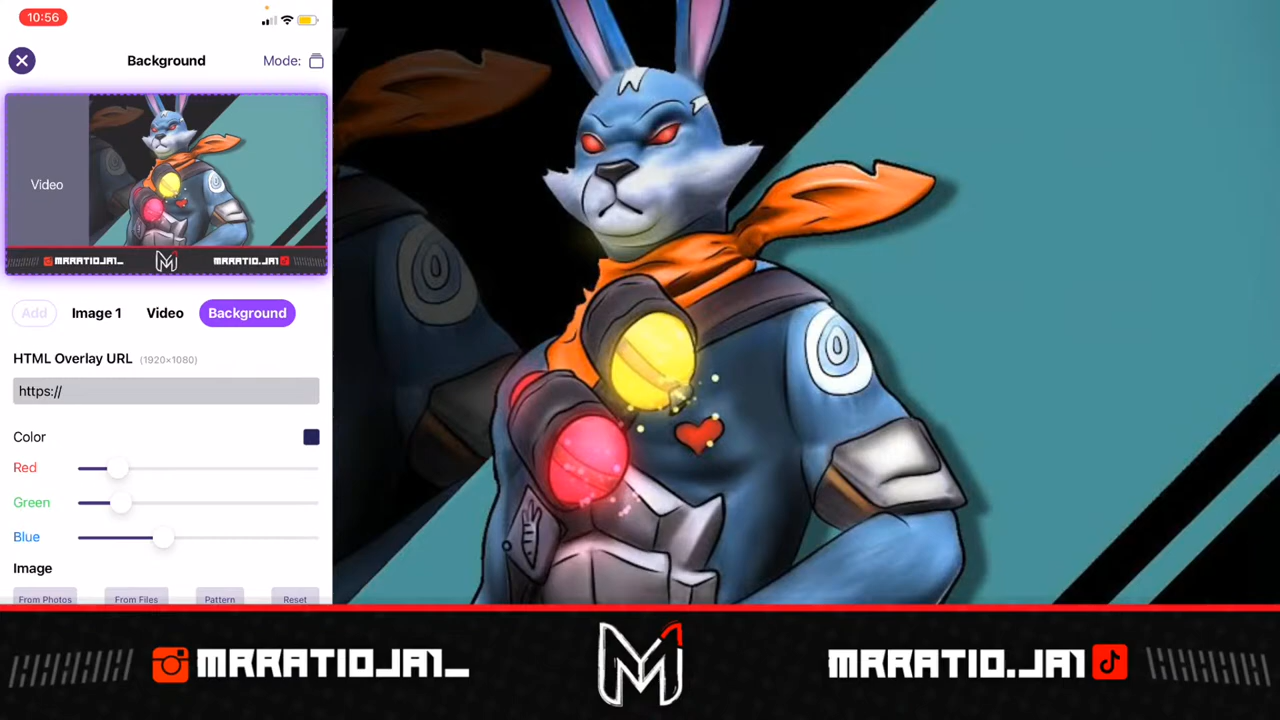 10:56
Background
Mode:
Video
MRRATIOJA1_
MRRATIO.JA1
Add
Image 1
Video
Background
HTML Overlay URL (1920×1080)
https://
Color
Red
Green
Blue
Image
From Photos
From Files
Pattern
Reset
MRRATIOJA1_
M
MRRATIO.JA1